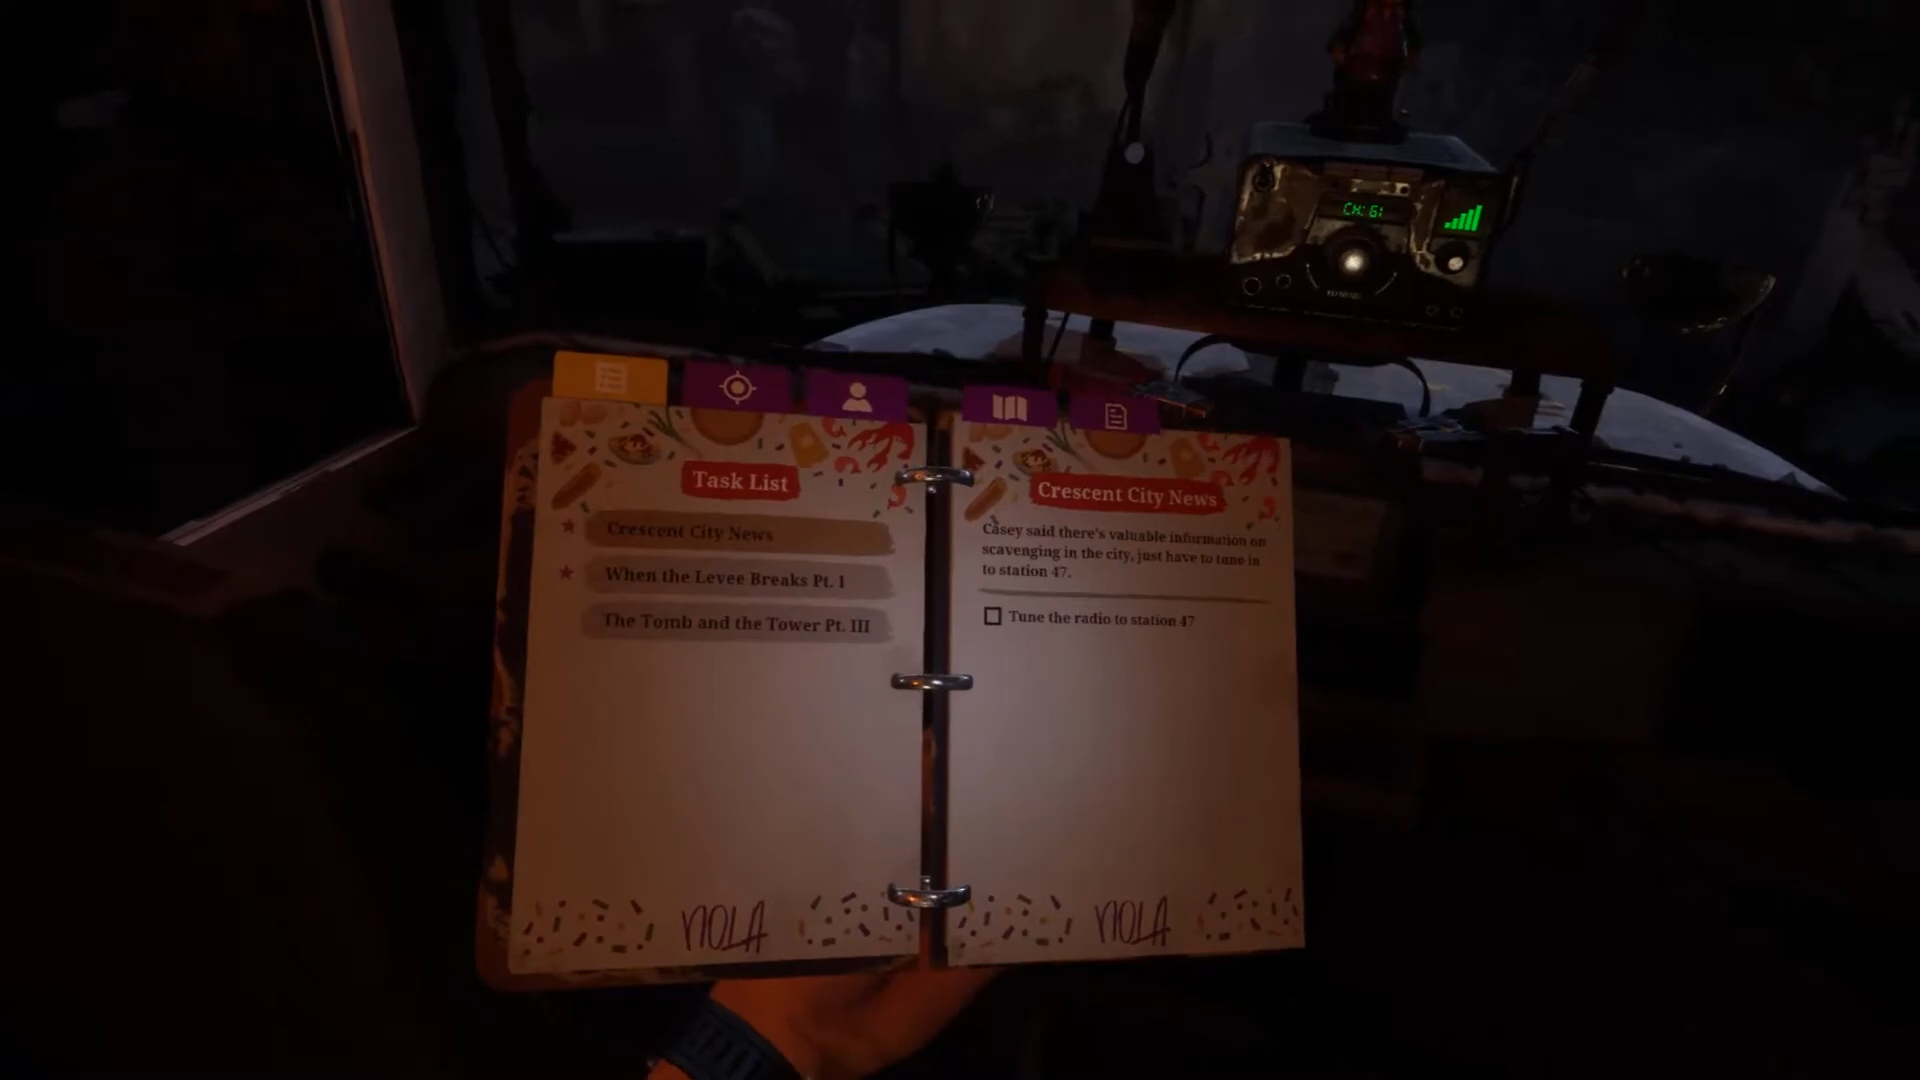 CH: 61
Task List
Crescent City News
When the Levee Breaks Pt. I
The Tomb and the Tower Pt. III
NOLA
Crescent City News
Casey said there's valuable information on
scavenging in the city, just have to tune in
to station 47.
Tune the radio to station 47
NOLA